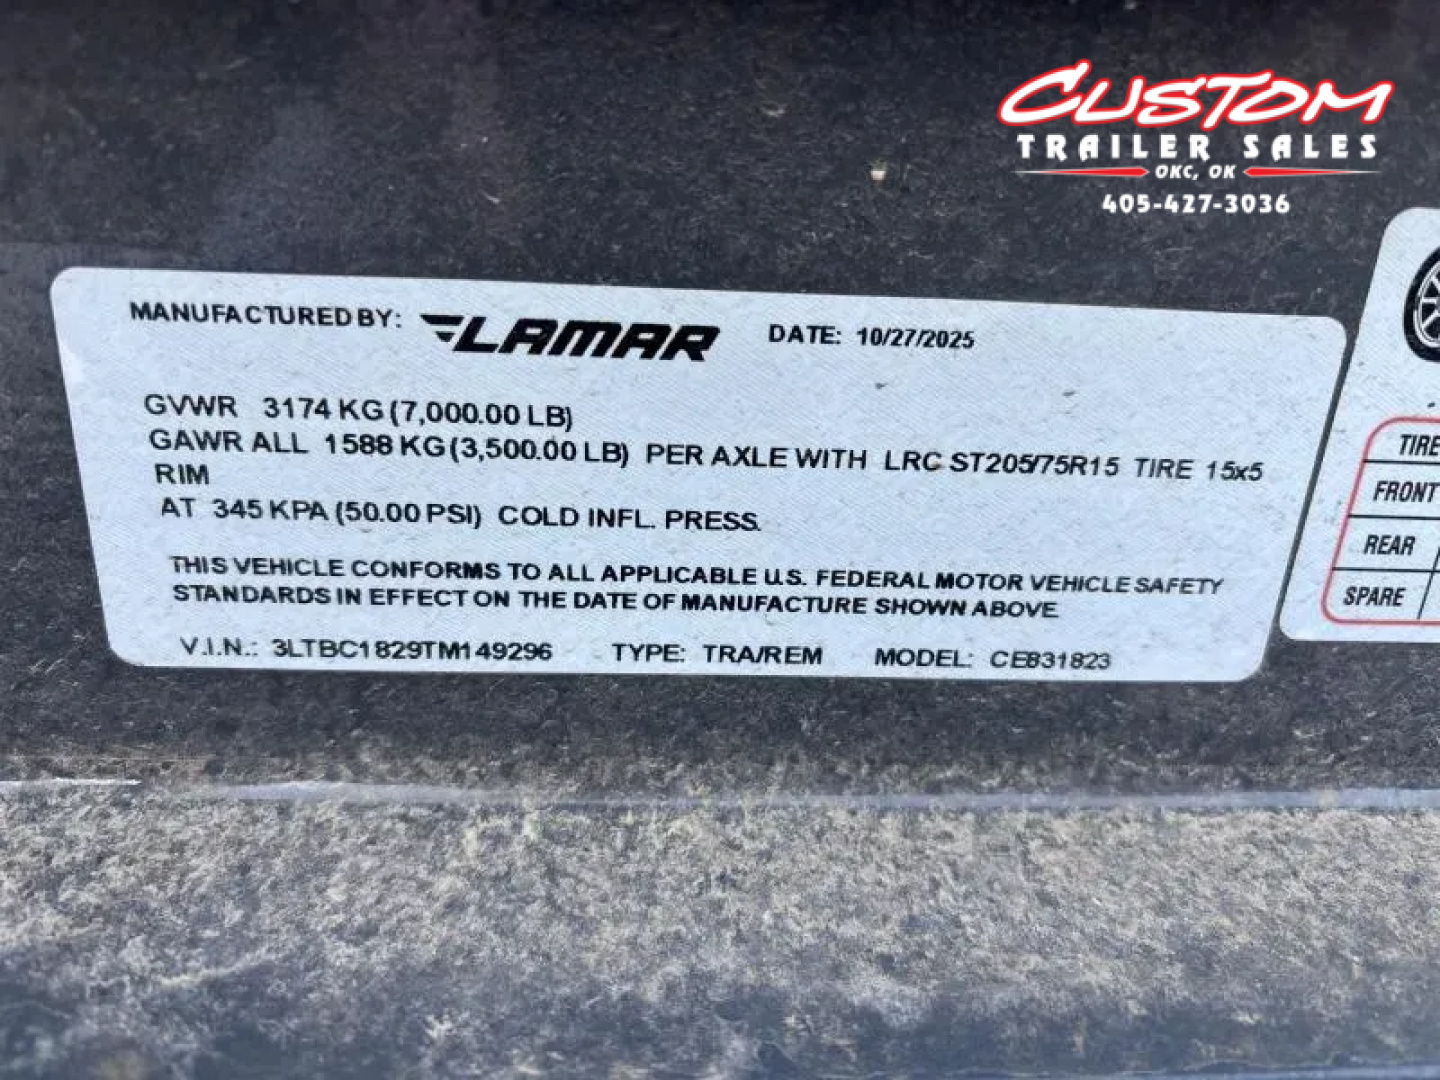 CUSTOM
TRAILER SALES
OKC, OK
405-427-3036
MANUFACTURED BY: LAMAR DATE: 10/27/2025
GVWR 3174 KG (7,000.00 LB)
GAWR ALL 1588 KG (3,500.00 LB) PER AXLE WITH LRC ST205/75R15 TIRE 15x5
RIM
AT 345 KPA (50.00 PSI) COLD INFL. PRESS.
THIS VEHICLE CONFORMS TO ALL APPLICABLE U.S. FEDERAL MOTOR VEHICLE SAFETY
STANDARDS IN EFFECT ON THE DATE OF MANUFACTURE SHOWN ABOVE
V.I.N.: 3LTBC1829TM149296 TYPE: TRA/REM MODEL: CE831823
TIRE
FRONT
REAR
SPARE